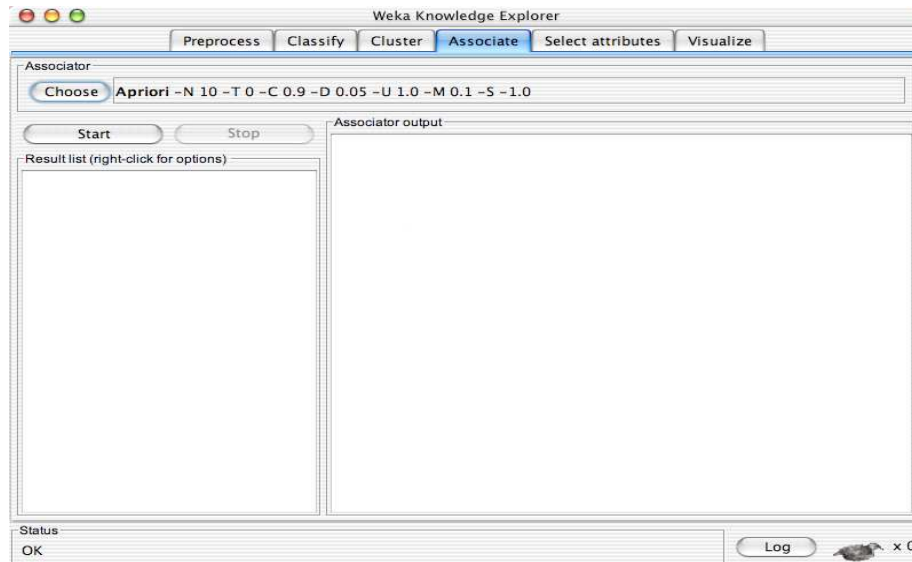 Weka Knowledge Explorer
Preprocess Classify Cluster Associate Select attributes Visualize
Associator
Choose Apriori -N 10 -T 0 -C 0.9 -D 0.05 -U 1.0 -M 0.1 -S -1.0
Start Stop
Associator output
Result list (right-click for options)
Status
OK
Log x 0